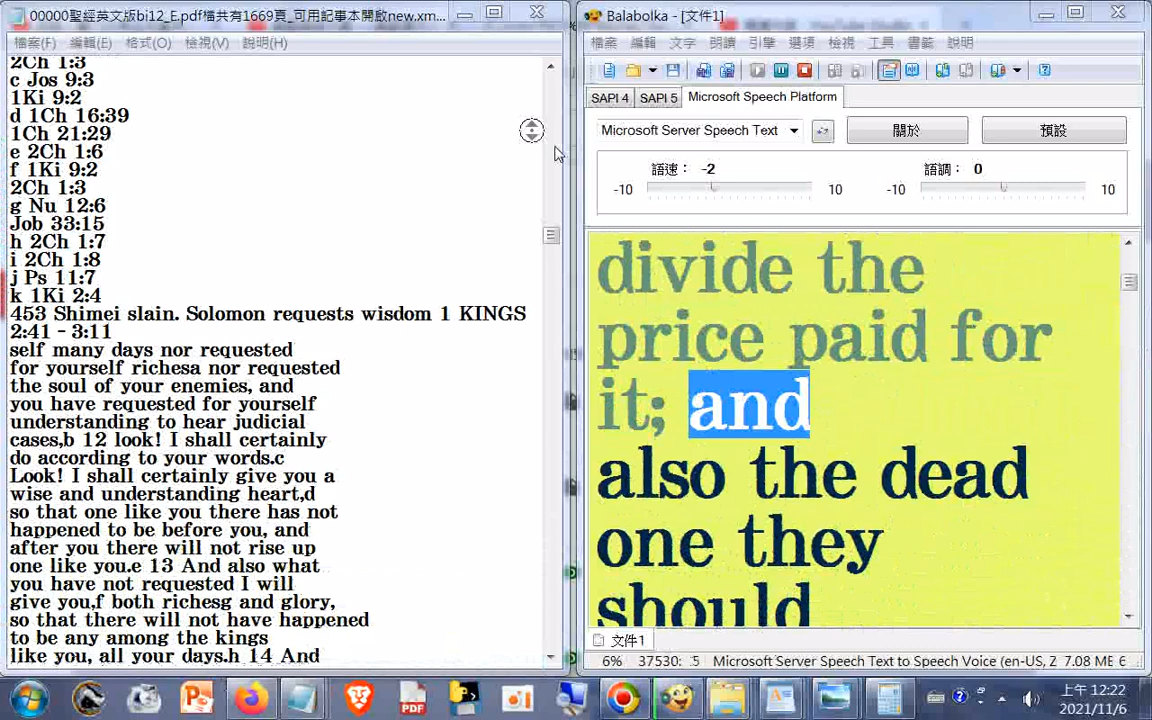 00000聖經英文版bi12_E.pdf檔共有1669頁_可用記事本開啟new.xm...
檔案(F) 編輯(E) 格式(O) 檢視(V) 說明(H)
2Ch 1:3
c Jos 9:3
1Ki 9:2
d 1Ch 16:39
1Ch 21:29
e 2Ch 1:6
f 1Ki 9:2
2Ch 1:3
g Nu 12:6
Job 33:15
h 2Ch 1:7
i 2Ch 1:8
j Ps 11:7
k 1Ki 2:4
453 Shimei slain. Solomon requests wisdom 1 KINGS
2:41 - 3:11
self many days nor requested
for yourself richesa nor requested
the soul of your enemies, and
you have requested for yourself
understanding to hear judicial
cases,b 12 look! I shall certainly
do according to your words.c
Look! I shall certainly give you a
wise and understanding heart,d
so that one like you there has not
happened to be before you, and
after you there will not rise up
one like you.e 13 And also what
you have not requested I will
give you,f both richesg and glory,
so that there will not have happened
to be any among the kings
like you, all your days.h 14 And
Balabolka - [文件1]
檔案 編輯 文字 朗讀 引擎 選項 檢視 工具 書籤 說明
SAPI 4 SAPI 5 Microsoft Speech Platform
Microsoft Server Speech Text 關於 預設
語速： -2 語調： 0
-10 10 -10 10
divide the
price paid for
it; and
also the dead
one they
should
文件1
6% 37530: Microsoft Server Speech Text to Speech Voice (en-US, Z 7.08 MB 6
PDF
上午 12:22
2021/11/6